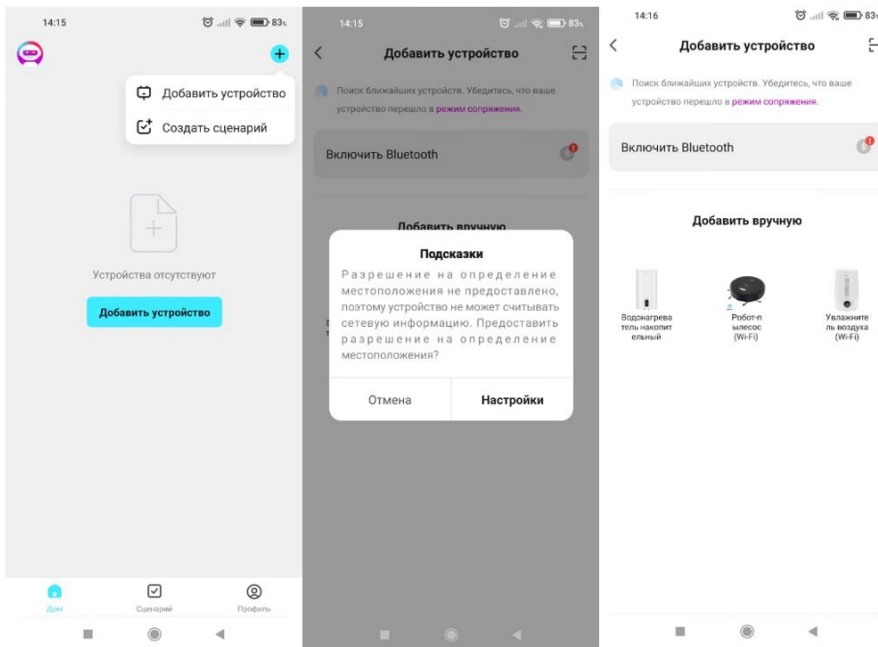 14:15
83
Добавить устройство
Создать сценарий
Устройства отсутствуют
Добавить устройство
Дом
Сценарий
Профиль
14:15
83
Добавить устройство
Поиск ближайших устройств. Убедитесь, что ваше
устройство перешло в режим сопряжения.
Включить Bluetooth
Добавить вручную
Подсказки
Разрешение на определение
местоположения не предоставлено,
поэтому устройство не может считывать
сетевую информацию. Предоставить
разрешение на определение
местоположения?
Отмена
Настройки
14:16
83
Добавить устройство
Поиск ближайших устройств. Убедитесь, что ваше
устройство перешло в режим сопряжения.
Включить Bluetooth
Добавить вручную
Водонагрева
тель накопит
ельный
Робот-п
ылесос
(Wi-Fi)
Увлажните
ль воздуха
(Wi-Fi)